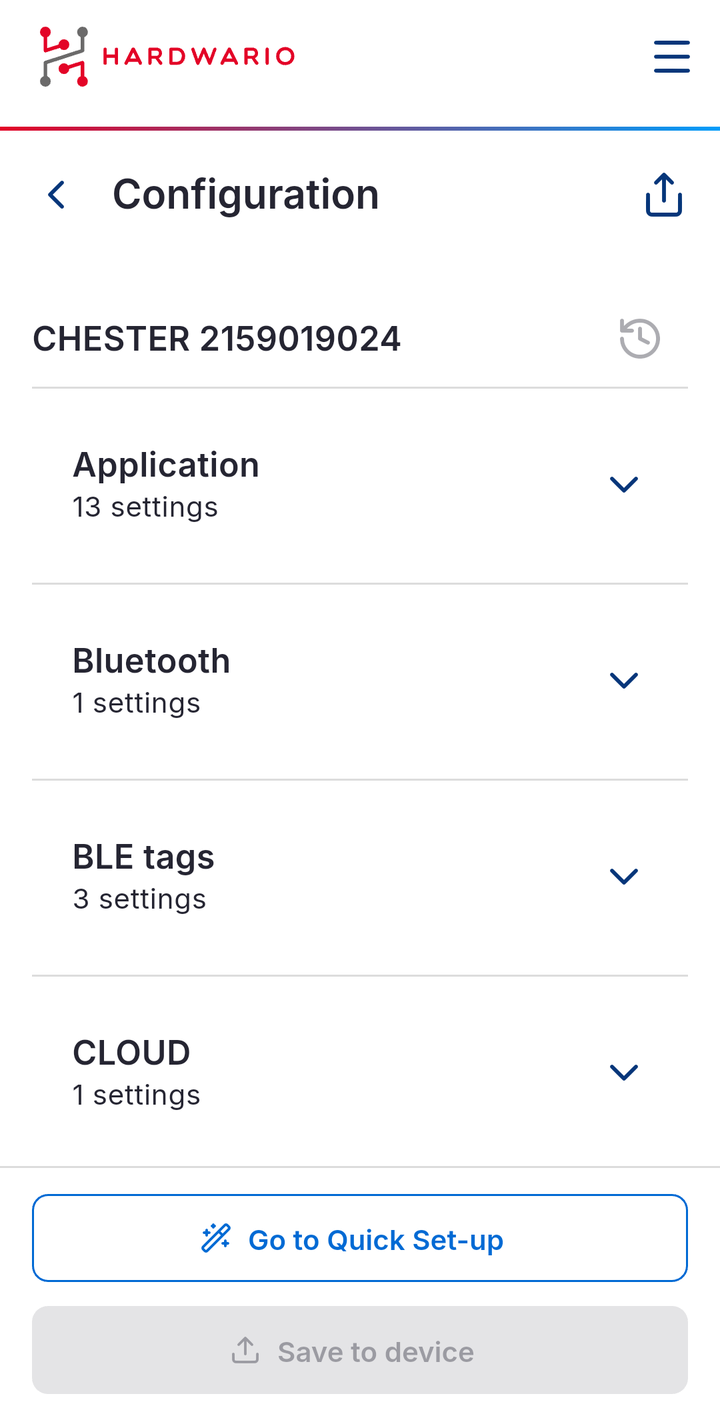 HARDWARIO
Configuration
CHESTER 2159019024
Application
13 settings
Bluetooth
1 settings
BLE tags
3 settings
CLOUD
1 settings
Go to Quick Set-up
Save to device